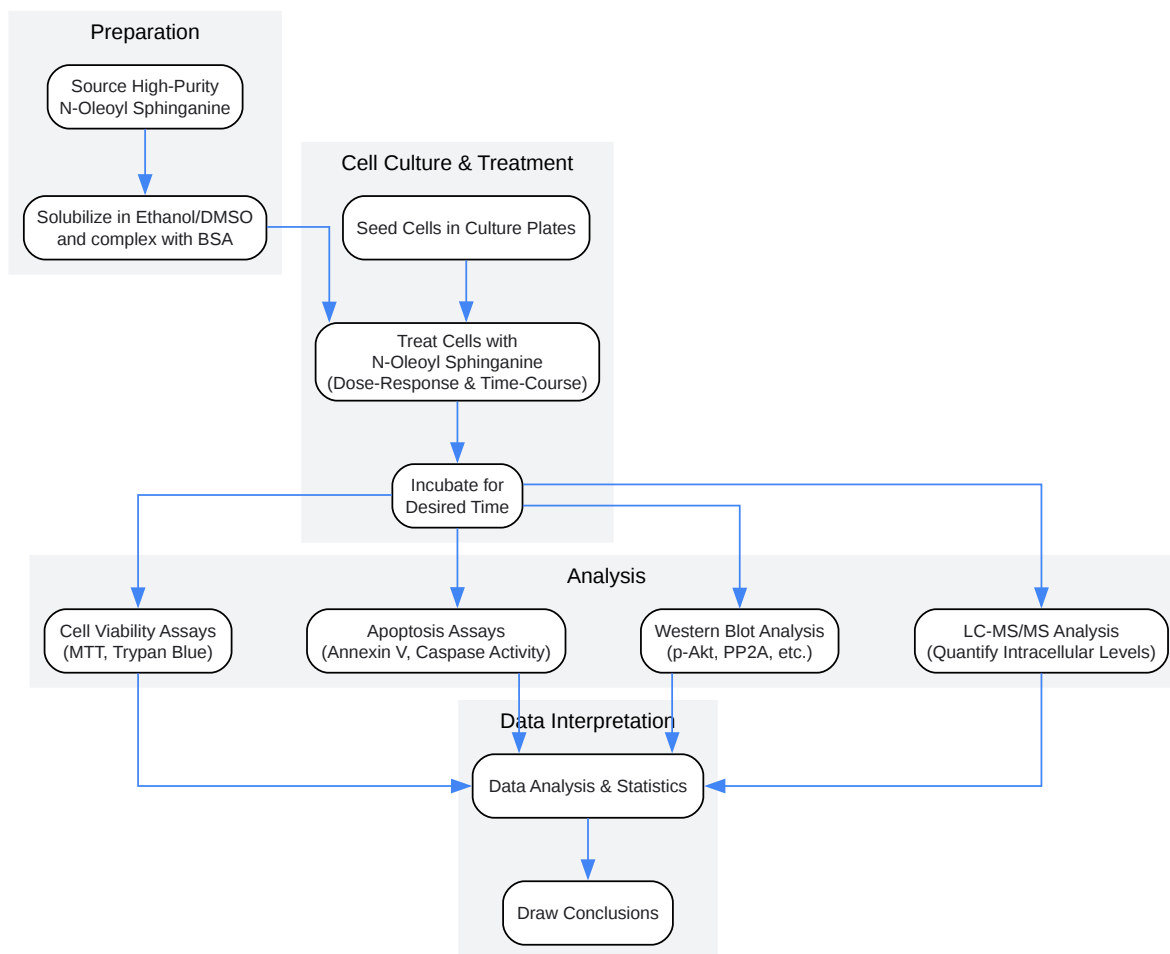 Preparation
Source High-Purity
N-Oleoyl Sphinganine
Solubilize in Ethanol/DMSO
and complex with BSA
Cell Culture & Treatment
Seed Cells in Culture Plates
Treat Cells with
N-Oleoyl Sphinganine
(Dose-Response & Time-Course)
Incubate for
Desired Time
Analysis
Cell Viability Assays
(MTT, Trypan Blue)
Apoptosis Assays
(Annexin V, Caspase Activity)
Western Blot Analysis
(p-Akt, PP2A, etc.)
LC-MS/MS Analysis
(Quantify Intracellular Levels)
Data Interpretation
Data Analysis & Statistics
Draw Conclusions